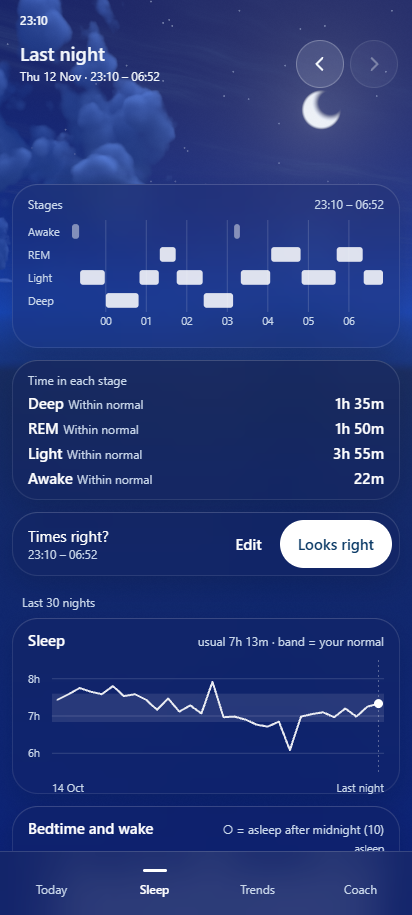 23:10
Last night
Thu 12 Nov · 23:10 – 06:52
Stages 23:10 – 06:52
Awake
REM
Light
Deep
00 01 02 03 04 05 06
Time in each stage
Deep Within normal 1h 35m
REM Within normal 1h 50m
Light Within normal 3h 55m
Awake Within normal 22m
Times right?
23:10 – 06:52
Edit
Looks right
Last 30 nights
Sleep usual 7h 13m · band = your normal
8h
7h
6h
14 Oct Last night
Bedtime and wake = asleep after midnight (10)
asleep
Today Sleep Trends Coach